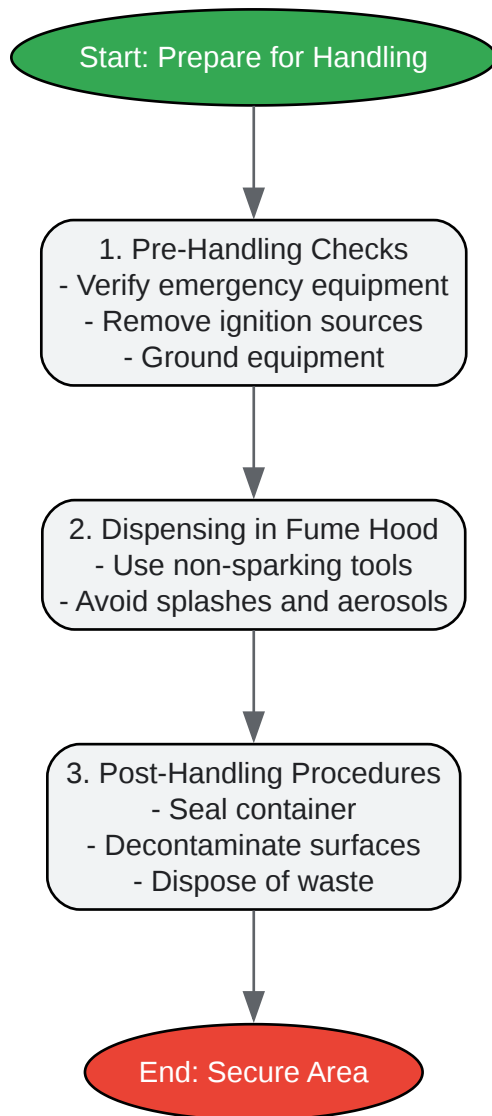 Start: Prepare for Handling
1. Pre-Handling Checks
- Verify emergency equipment
- Remove ignition sources
- Ground equipment
2. Dispensing in Fume Hood
- Use non-sparking tools
- Avoid splashes and aerosols
3. Post-Handling Procedures
- Seal container
- Decontaminate surfaces
- Dispose of waste
End: Secure Area